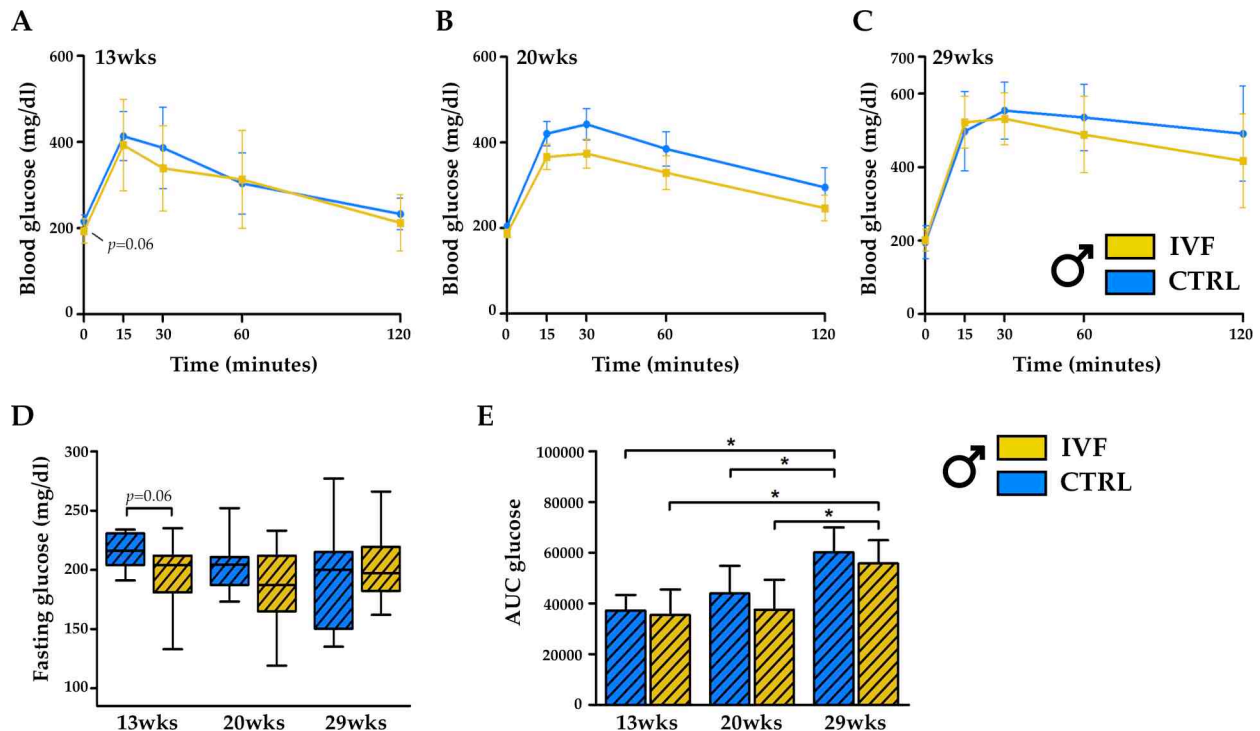 A
13wks
Blood glucose (mg/dl)
600
400
200
0
p=0.06
0 15 30 60 120
Time (minutes)
B
20wks
Blood glucose (mg/dl)
600
400
200
0
0 15 30 60 120
Time (minutes)
C
29wks
Blood glucose (mg/dl)
700
600
400
200
0
IVF
CTRL
0 15 30 60 120
Time (minutes)
D
Fasting glucose (mg/dl)
300
250
200
150
100
p=0.06
13wks 20wks 29wks
E
AUC glucose
100000
80000
60000
40000
20000
0
*
*
*
*
13wks 20wks 29wks
IVF
CTRL